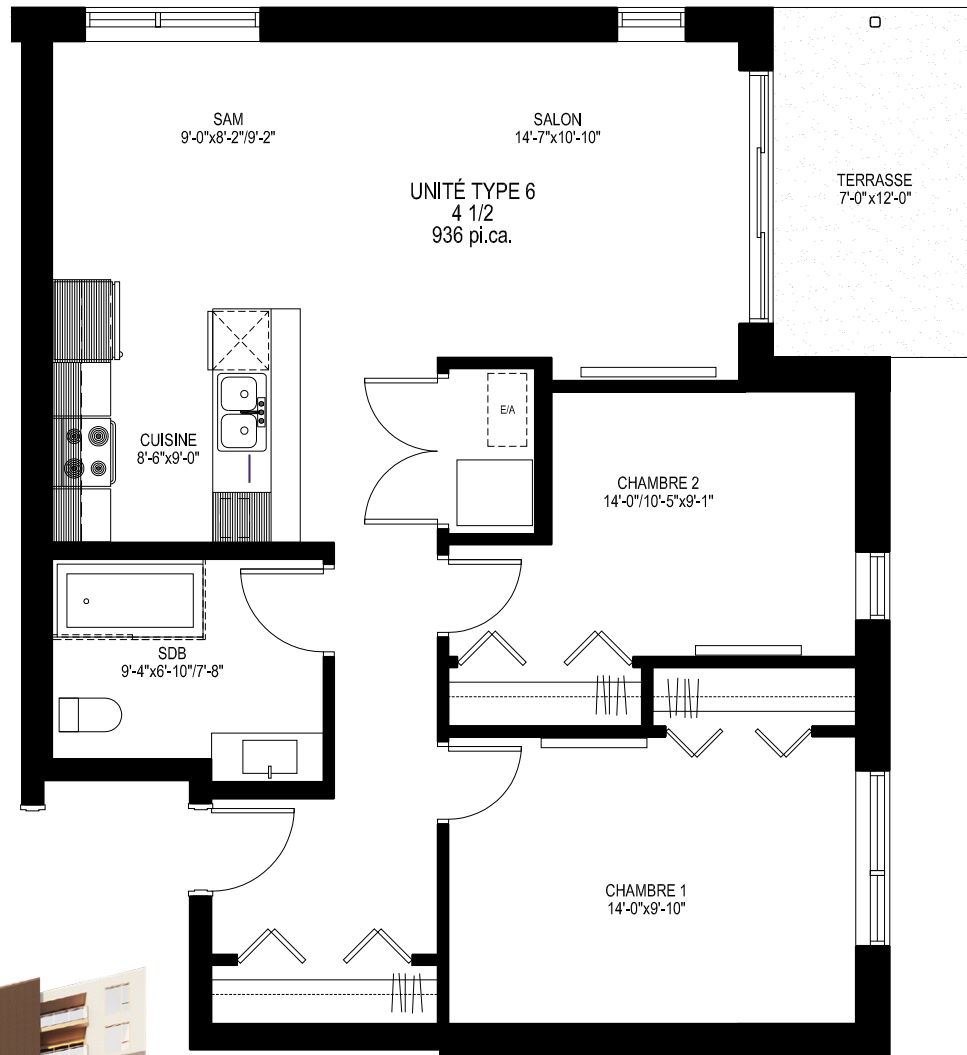 SAM
9'-0"x8'-2"/9'-2"
SALON
14'-7"x10'-10"
TERRASSE
7'-0"x12'-0"
UNITÉ TYPE 6
4 1/2
936 pi.ca.
E/A
CUISINE
8'-6"x9'-0"
CHAMBRE 2
14'-0"/10'-5"x9'-1"
SDB
9'-4"x6'-10"/7'-8"
CHAMBRE 1
14'-0"x9'-10"